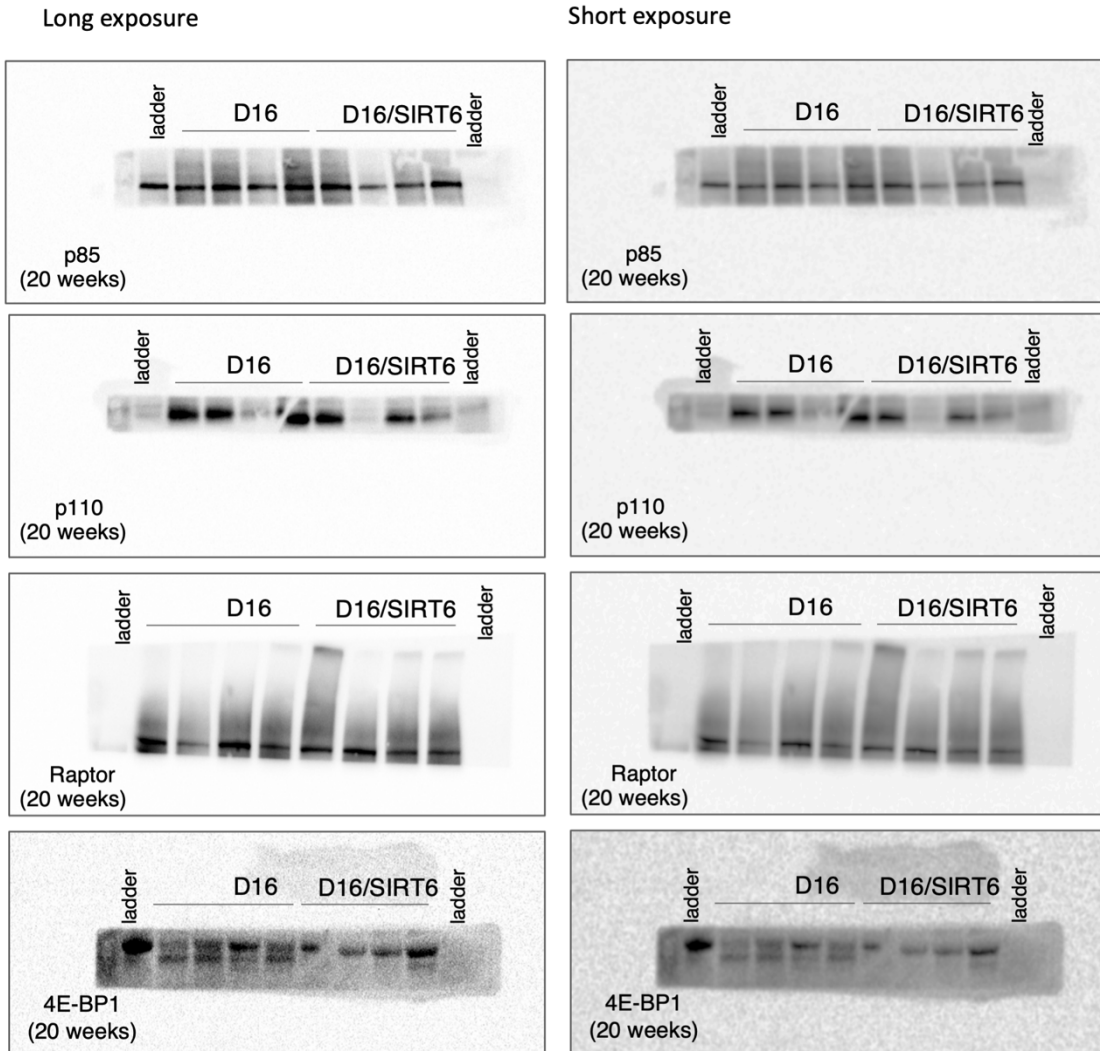 Long exposure
Short exposure
ladder
D16
D16/SIRT6
ladder
p85
(20 weeks)
ladder
D16
D16/SIRT6
ladder
p85
(20 weeks)
ladder
D16
D16/SIRT6
ladder
p110
(20 weeks)
ladder
D16
D16/SIRT6
ladder
p110
(20 weeks)
ladder
D16
D16/SIRT6
ladder
Raptor
(20 weeks)
ladder
D16
D16/SIRT6
ladder
Raptor
(20 weeks)
ladder
D16
D16/SIRT6
ladder
4E-BP1
(20 weeks)
ladder
D16
D16/SIRT6
ladder
4E-BP1
(20 weeks)